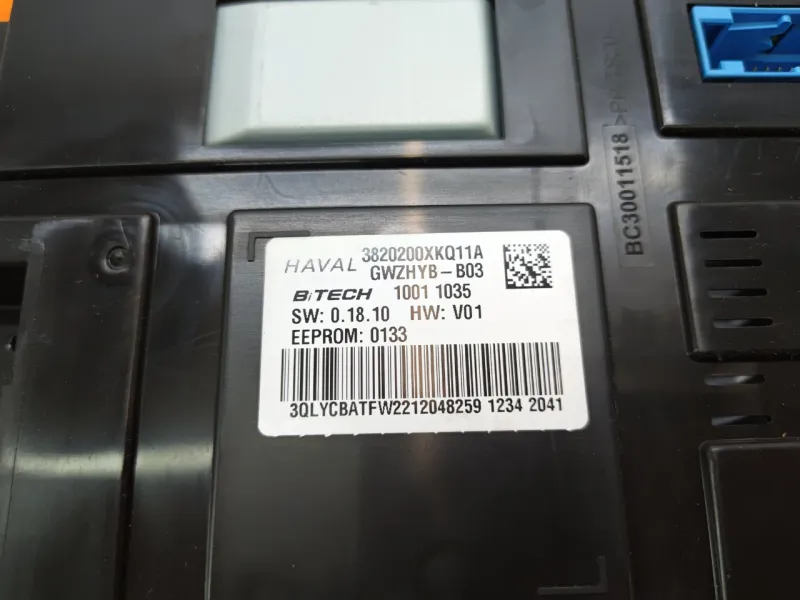 HAVAL 3820200XKQ11A
GWZHYB-B03
BiTECH 1001 1035
SW: 0.18.10 HW: V01
EEPROM: 0133
3QLYCBATFW2212048259 1234 2041
BC30011518